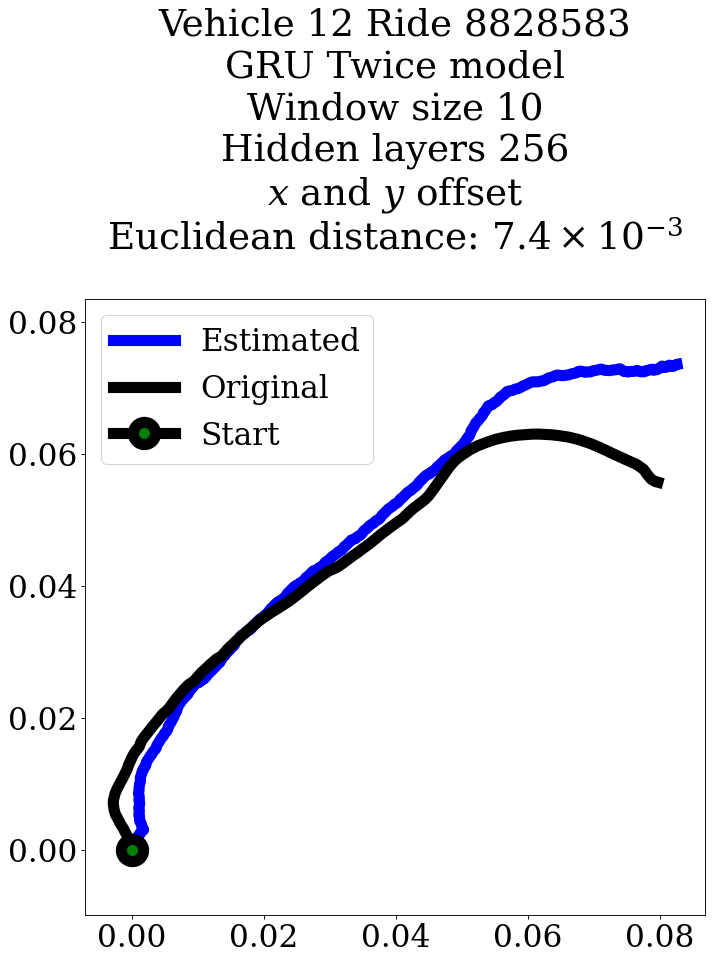 Vehicle 12 Ride 8828583
GRU Twice model
Window size 10
Hidden layers 256
x and y offset
Euclidean distance: 7.4 × 10⁻³
Estimated
Original
Start
0.08
0.06
0.04
0.02
0.00
0.00 0.02 0.04 0.06 0.08